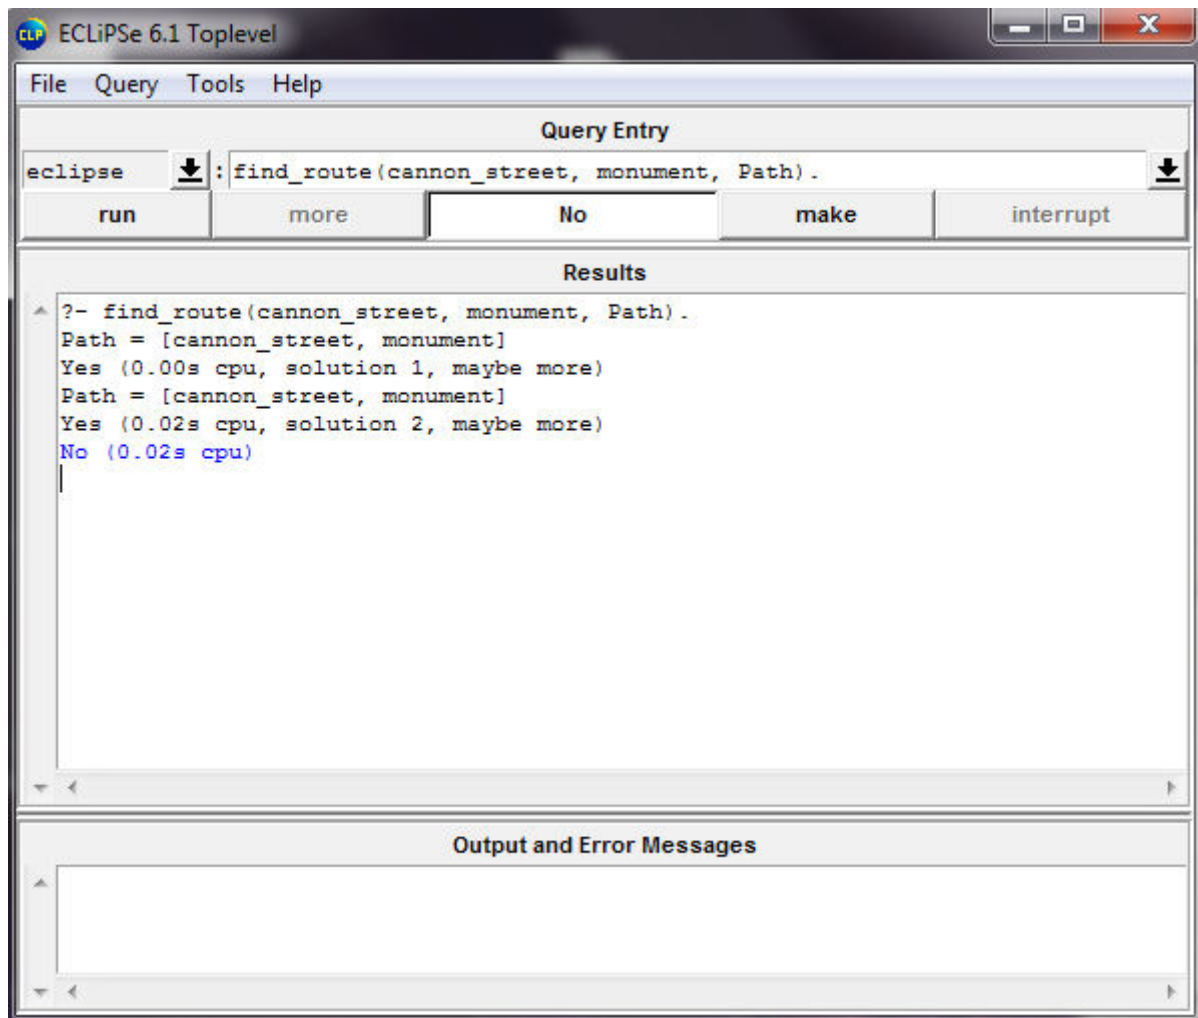 CLP ECLiPSe 6.1 Toplevel
File Query Tools Help
Query Entry
eclipse : find_route(cannon_street, monument, Path).
run more No make interrupt
Results
?- find_route(cannon_street, monument, Path).
Path = [cannon_street, monument]
Yes (0.00s cpu, solution 1, maybe more)
Path = [cannon_street, monument]
Yes (0.02s cpu, solution 2, maybe more)
No (0.02s cpu)
Output and Error Messages